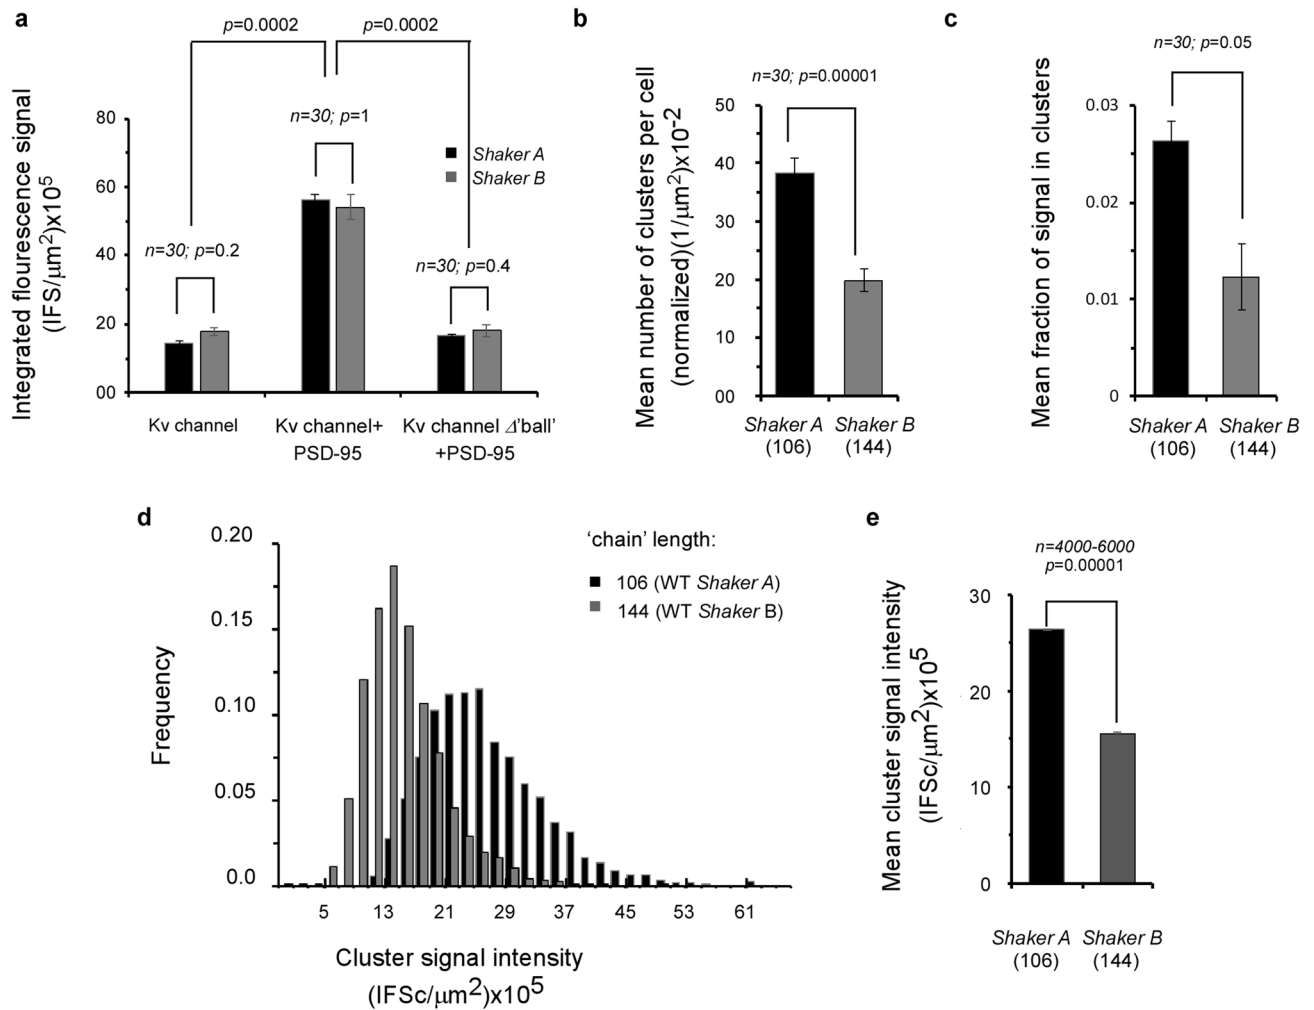 a
p=0.0002
p=0.0002
Integrated flourescence signal
(IFS/μm²)x10⁵
80
60
40
20
00
n=30; p=1
n=30; p=0.2
n=30; p=0.4
Shaker A
Shaker B
Kv channel
Kv channel+
PSD-95
Kv channel Δ'ball'
+PSD-95
b
n=30; p=0.00001
Mean number of clusters per cell
(normalized)(1/μm²)x10⁻²
50
40
30
20
10
00
Shaker A
(106)
Shaker B
(144)
c
n=30; p=0.05
Mean fraction of signal in clusters
0.03
0.02
0.01
0
Shaker A
(106)
Shaker B
(144)
d
Frequency
0.20
0.15
0.10
0.05
0.0
'chain' length:
106 (WT Shaker A)
144 (WT Shaker B)
5 13 21 29 37 45 53 61
Cluster signal intensity
(IFSc/μm²)x10⁵
e
n=4000-6000
p=0.00001
Mean cluster signal intensity
(IFSc/μm²)x10⁵
30
20
10
0
Shaker A
(106)
Shaker B
(144)